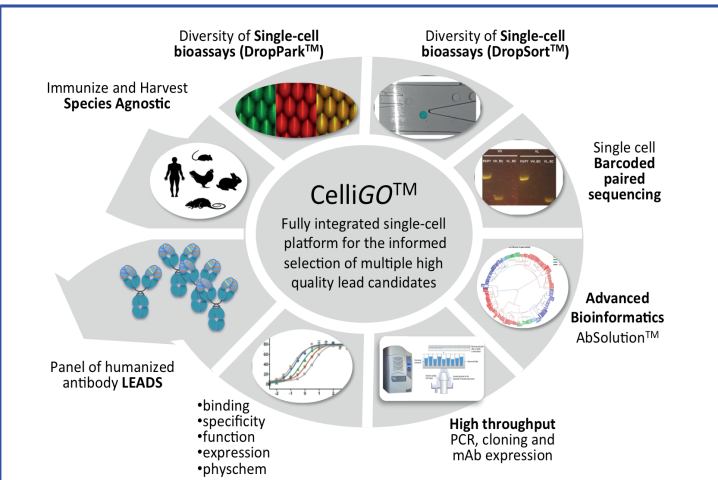 Diversity of Single-cell
bioassays (DropPark™)
Diversity of Single-cell
bioassays (DropSort™)
Immunize and Harvest
Species Agnostic
Single cell
Barcoded
paired
sequencing
CelliGO™
Fully integrated single-cell
platform for the informed
selection of multiple high
quality lead candidates
Advanced
Bioinformatics
AbSolution™
Panel of humanized
antibody LEADS
•binding
•specificity
•function
•expression
•physchem
High throughput
PCR, cloning and
mAb expression